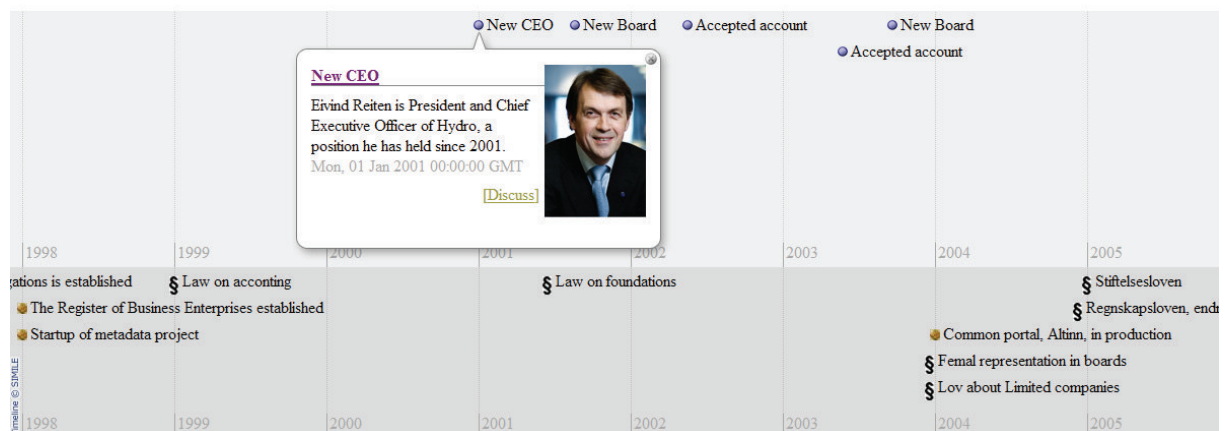 New CEO
New Board
Accepted account
New Board
Accepted account
New CEO
Eivind Reiten is President and Chief
Executive Officer of Hydro, a
position he has held since 2001.
Mon, 01 Jan 2001 00:00:00 GMT
[Discuss]
1998
1999
2000
2001
2002
2003
2004
2005
gations is established
§ Law on acconting
§ Law on foundations
§ Stiftelsesloven
The Register of Business Enterprises established
§ Regnskapsloven, endr
Startup of metadata project
Common portal, Altinn, in production
§ Femal representation in boards
§ Lov about Limited companies
Timeline © SIMILE
1998
1999
2000
2001
2002
2003
2004
2005